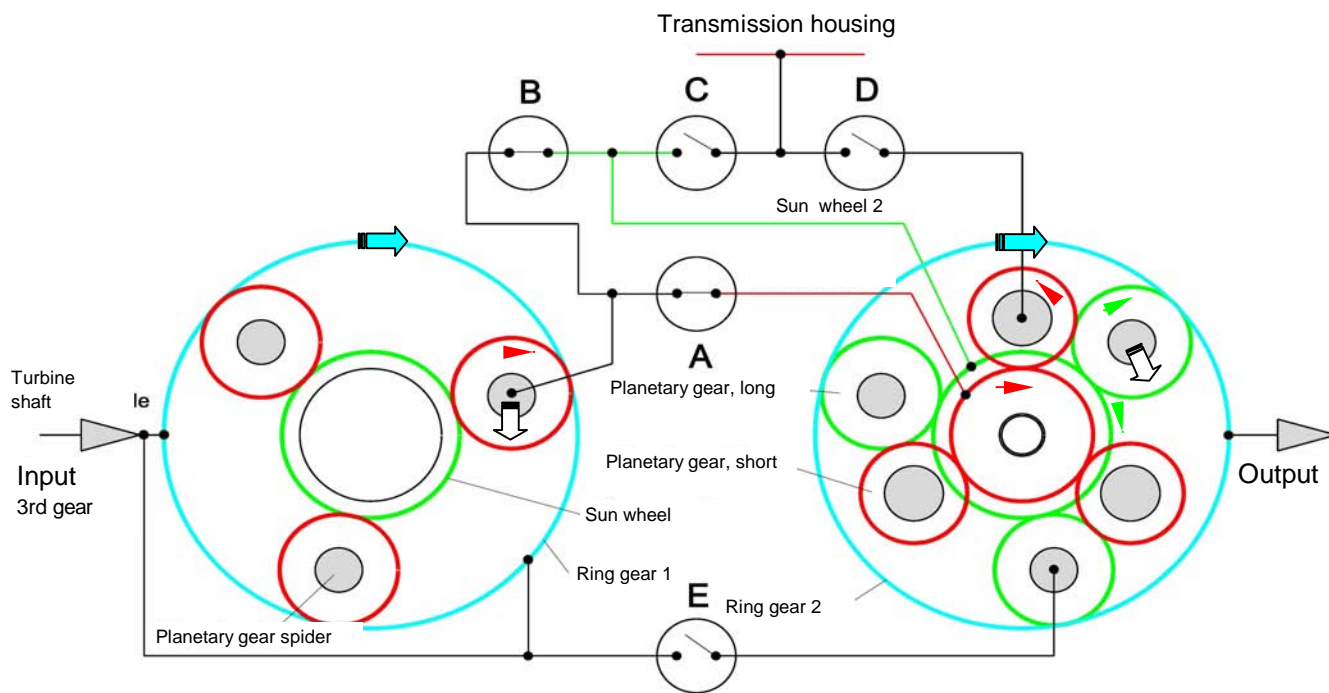 Transmission housing
B
C
D
Sun wheel 2
A
Planetary gear, long
Turbine
shaft
Ie
Planetary gear, short
Input
3rd gear
Output
Sun wheel
Ring gear 1
E
Ring gear 2
Planetary gear spider